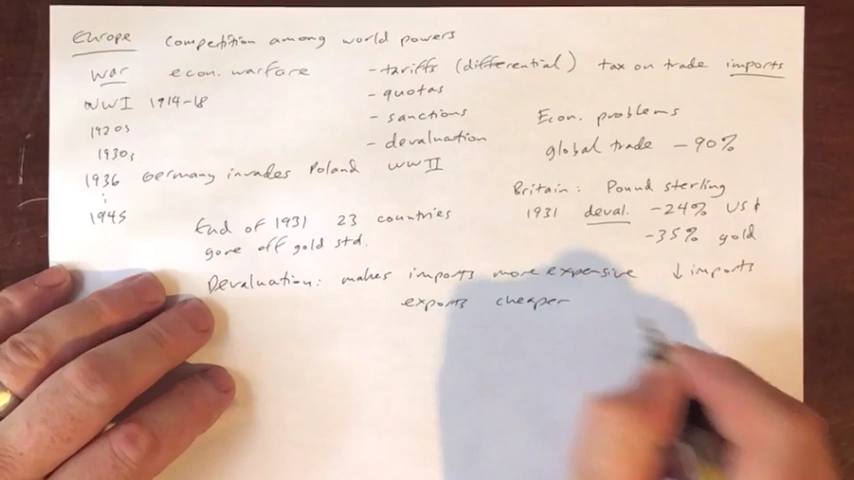 Europe Competition among world powers
war econ. warfare - tariffs (differential) tax on trade imports
WWI 1914-18 - quotas
1920s - sanctions Econ. problems
1930s - devaluation global trade -90%
1936 Germany invades Poland WWII
⋮ Britain: Pound sterling
1945 1931 deval. -24% US$
End of 1931 23 countries -35% gold
gone off gold std.
Devaluation: makes imports more expensive ↓ imports
exports cheaper